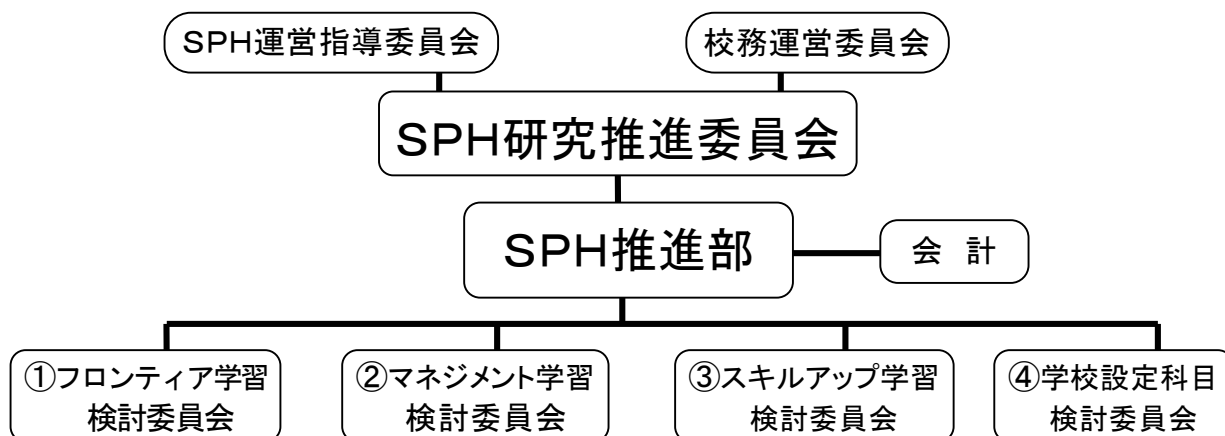 SPH運営指導委員会
校務運営委員会
SPH研究推進委員会
SPH推進部
会 計
①フロンティア学習
検討委員会
②マネジメント学習
検討委員会
③スキルアップ学習
検討委員会
④学校設定科目
検討委員会